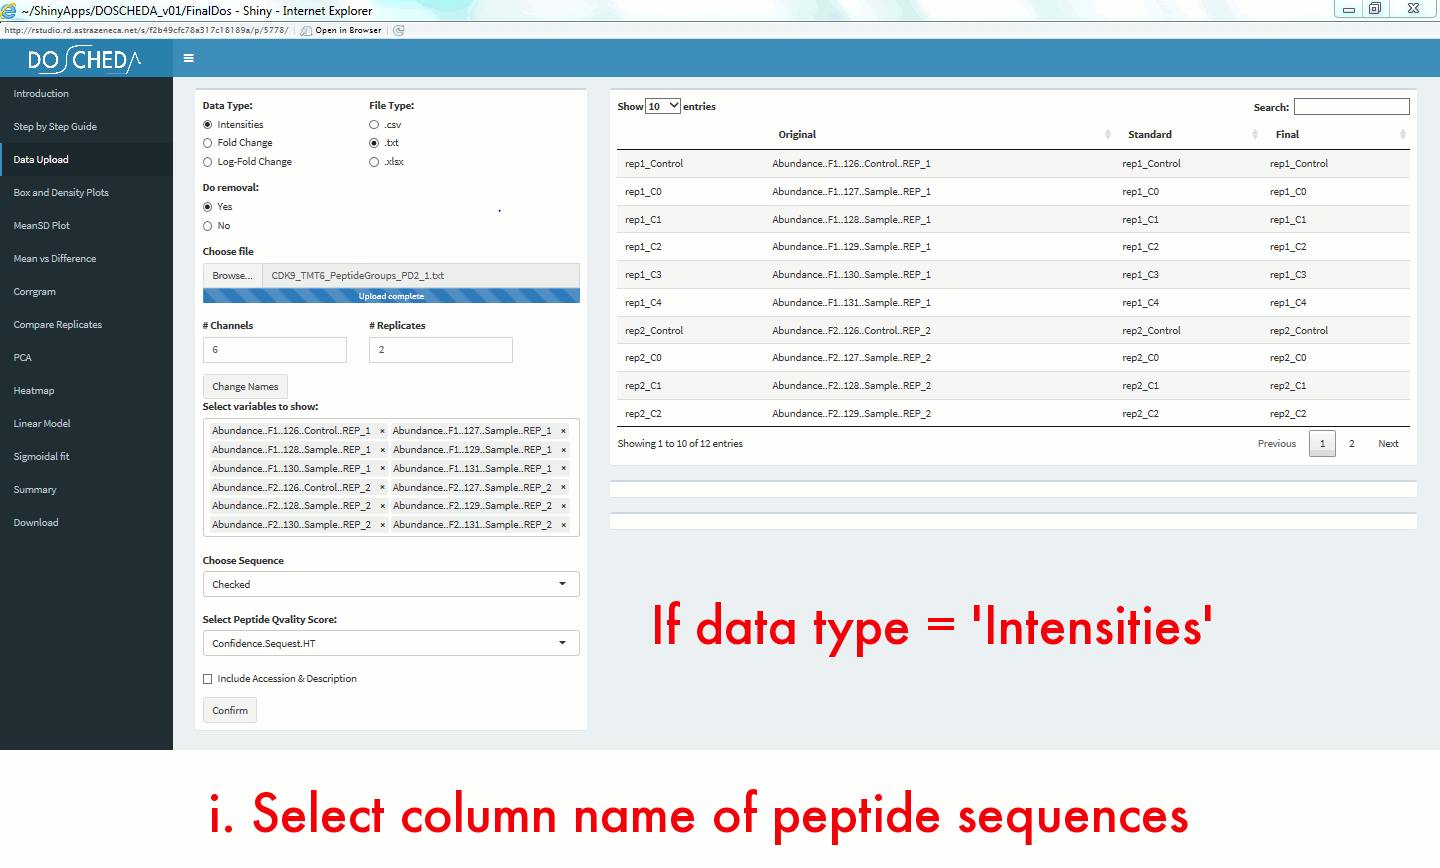 ~/ShinyApps/DOSCHEDA_v01/FinalDos - Shiny - Internet Explorer
http://rstudio.rd.astrazeneca.net/s/f2b49cfc78a317c18189a/p/5778/ Open in Browser
DOSCHEDA
Introduction
Step by Step Guide
Data Upload
Box and Density Plots
MeanSD Plot
Mean vs Difference
Corrgram
Compare Replicates
PCA
Heatmap
Linear Model
Sigmoidal fit
Summary
Download
Data Type: File Type:
Intensities .csv
Fold Change .txt
Log-Fold Change .xlsx
Do removal:
Yes
No
Choose file
Browse... CDK9_TMT6_PeptideGroups_PD2_1.txt
Upload complete
# Channels # Replicates
6 2
Change Names
Select variables to show:
Abundance..F1..126..Control..REP_1 × Abundance..F1..127..Sample..REP_1 ×
Abundance..F1..128..Sample..REP_1 × Abundance..F1..129..Sample..REP_1 ×
Abundance..F1..130..Sample..REP_1 × Abundance..F1..131..Sample..REP_1 ×
Abundance..F2..126..Control..REP_2 × Abundance..F2..127..Sample..REP_2 ×
Abundance..F2..128..Sample..REP_2 × Abundance..F2..129..Sample..REP_2 ×
Abundance..F2..130..Sample..REP_2 × Abundance..F2..131..Sample..REP_2 ×
Choose Sequence
Checked
Select Peptide Qvality Score:
Confidence.Sequest.HT
Include Accession & Description
Confirm
Show 10 entries Search:
Original Standard Final
rep1_Control Abundance..F1..126..Control..REP_1 rep1_Control rep1_Control
rep1_C0 Abundance..F1..127..Sample..REP_1 rep1_C0 rep1_C0
rep1_C1 Abundance..F1..128..Sample..REP_1 rep1_C1 rep1_C1
rep1_C2 Abundance..F1..129..Sample..REP_1 rep1_C2 rep1_C2
rep1_C3 Abundance..F1..130..Sample..REP_1 rep1_C3 rep1_C3
rep1_C4 Abundance..F1..131..Sample..REP_1 rep1_C4 rep1_C4
rep2_Control Abundance..F2..126..Control..REP_2 rep2_Control rep2_Control
rep2_C0 Abundance..F2..127..Sample..REP_2 rep2_C0 rep2_C0
rep2_C1 Abundance..F2..128..Sample..REP_2 rep2_C1 rep2_C1
rep2_C2 Abundance..F2..129..Sample..REP_2 rep2_C2 rep2_C2
Showing 1 to 10 of 12 entries Previous 1 2 Next
If data type = 'Intensities'
i. Select column name of peptide sequences